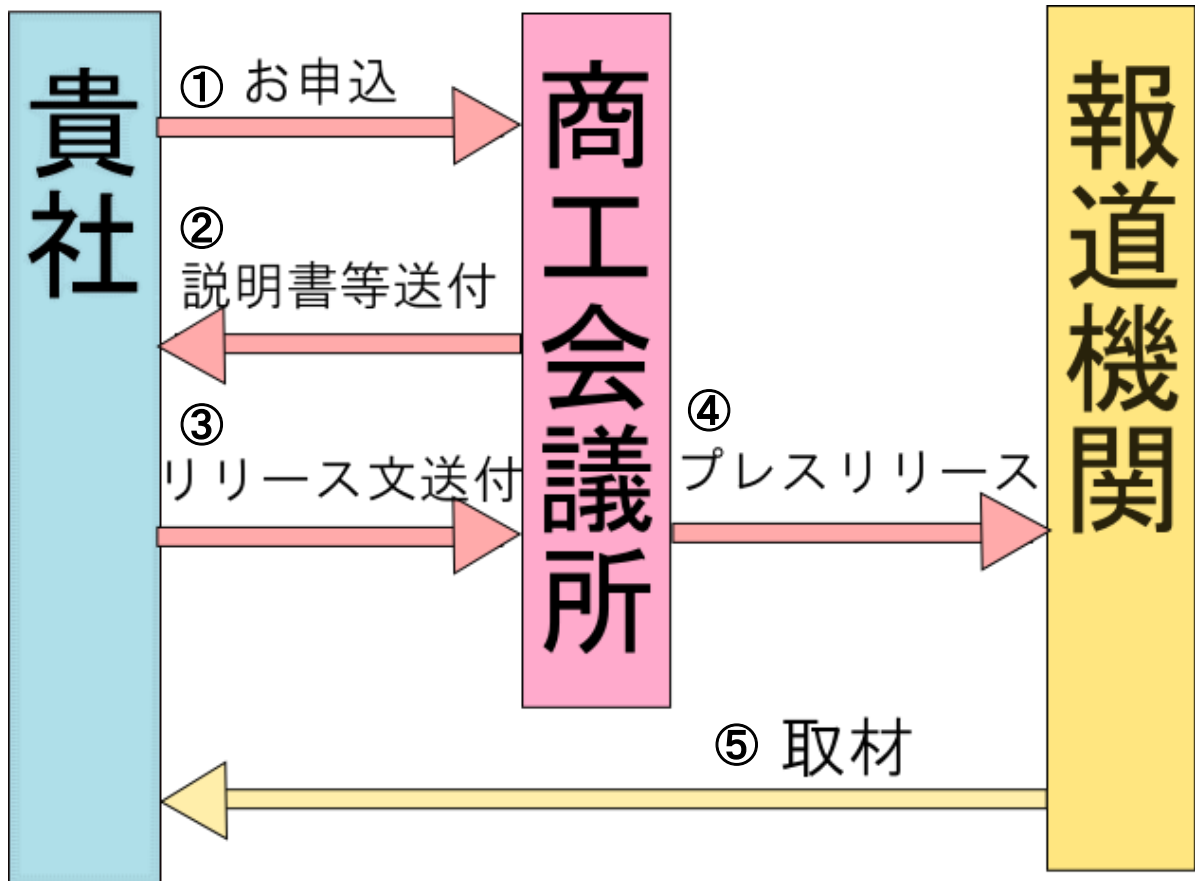 貴社
① お申込
②
説明書等送付
③
リリース文送付
商工会議所
④
プレスリリース
⑤ 取材
報道機関